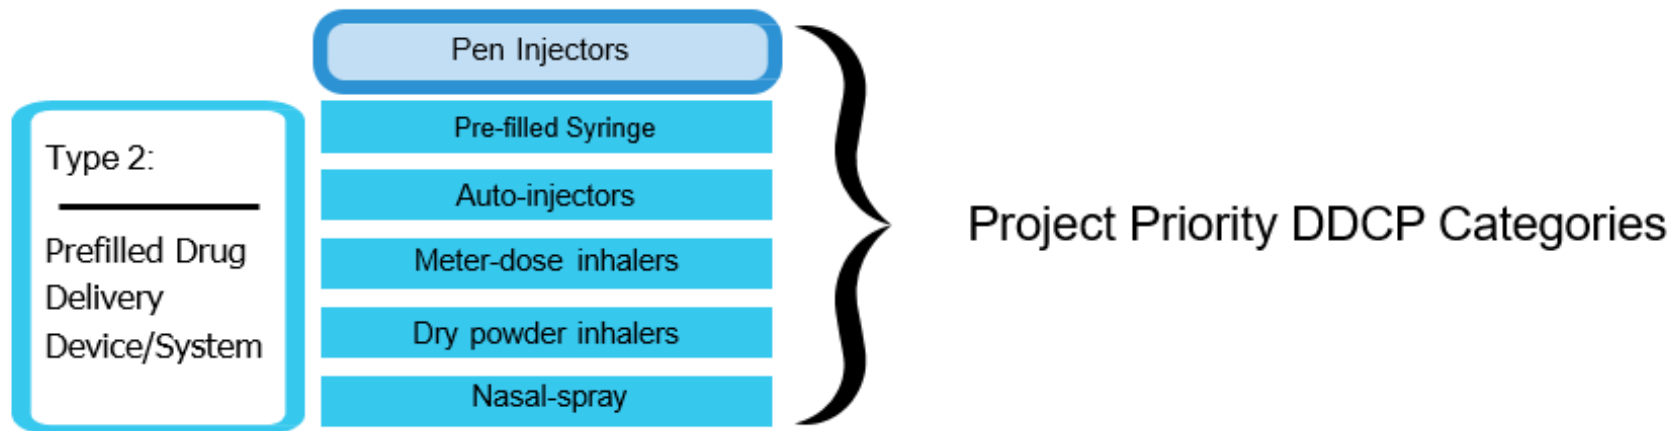 Pen Injectors
Type 2:
Prefilled Drug
Delivery
Device/System
Pre-filled Syringe
Auto-injectors
Meter-dose inhalers
Dry powder inhalers
Nasal-spray
Project Priority DDCP Categories